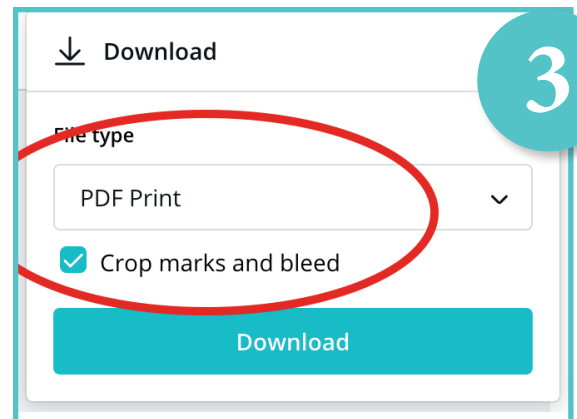 Download
3
File type
PDF Print
Crop marks and bleed
Download